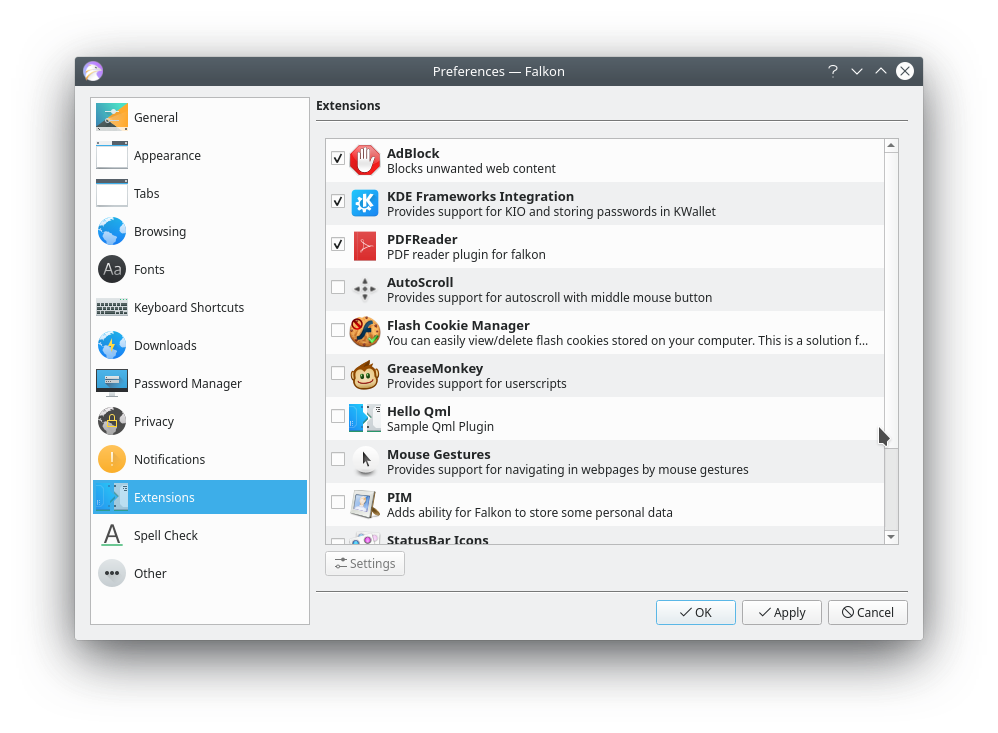 Preferences — Falkon
General
Appearance
Tabs
Browsing
Aa
Fonts
Keyboard Shortcuts
Downloads
Password Manager
Privacy
Notifications
Extensions
Spell Check
Other
Extensions
AdBlock
Blocks unwanted web content
KDE Frameworks Integration
Provides support for KIO and storing passwords in KWallet
PDFReader
PDF reader plugin for falkon
AutoScroll
Provides support for autoscroll with middle mouse button
Flash Cookie Manager
You can easily view/delete flash cookies stored on your computer. This is a solution f...
GreaseMonkey
Provides support for userscripts
Hello Qml
Sample Qml Plugin
Mouse Gestures
Provides support for navigating in webpages by mouse gestures
PIM
Adds ability for Falkon to store some personal data
StatusBar Icons
Settings
OK
Apply
Cancel